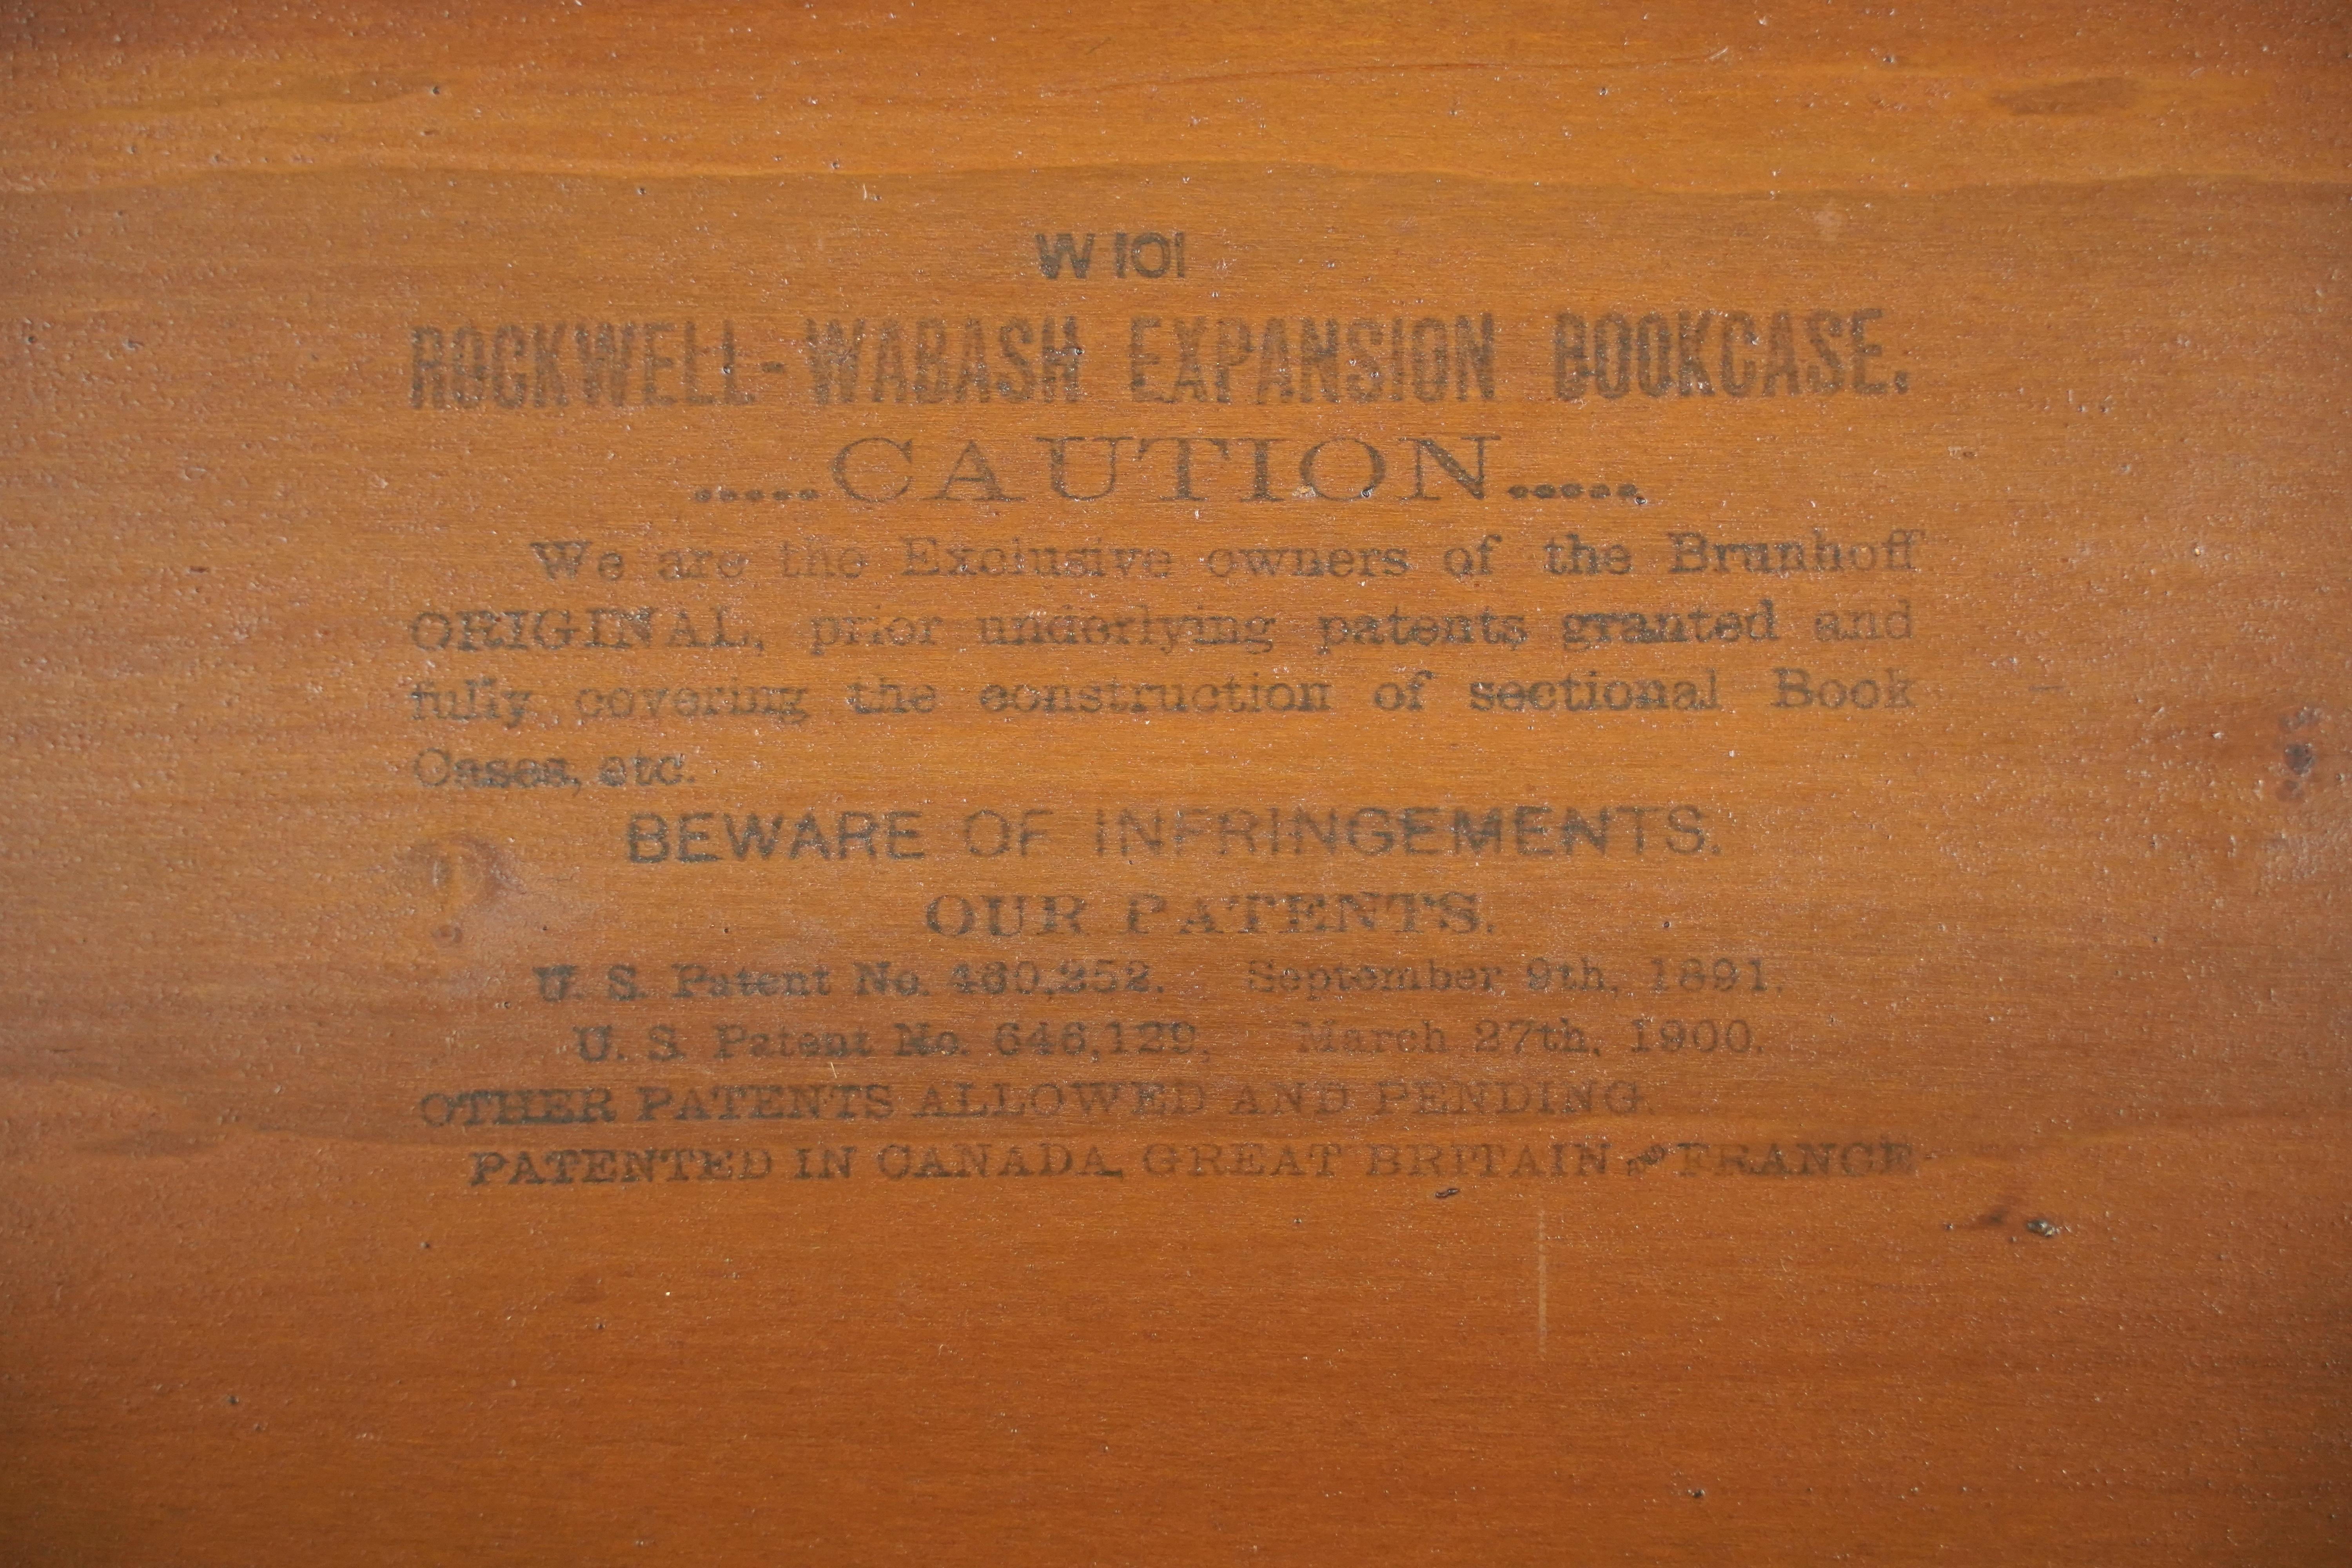 W 101
ROCKWELL-WABASH EXPANSION BOOKCASE.
.....CAUTION.....
We are the Exclusive owners of the Brunhoff
ORIGINAL, prior underlying patents granted and
fully covering the construction of sectional Book
Cases, etc.
BEWARE OF INFRINGEMENTS.
OUR PATENTS.
U. S. Patent No. 460,252. September 9th, 1891.
U. S. Patent No. 646,129, March 27th, 1900.
OTHER PATENTS ALLOWED AND PENDING.
PATENTED IN CANADA, GREAT BRITAIN AND FRANCE